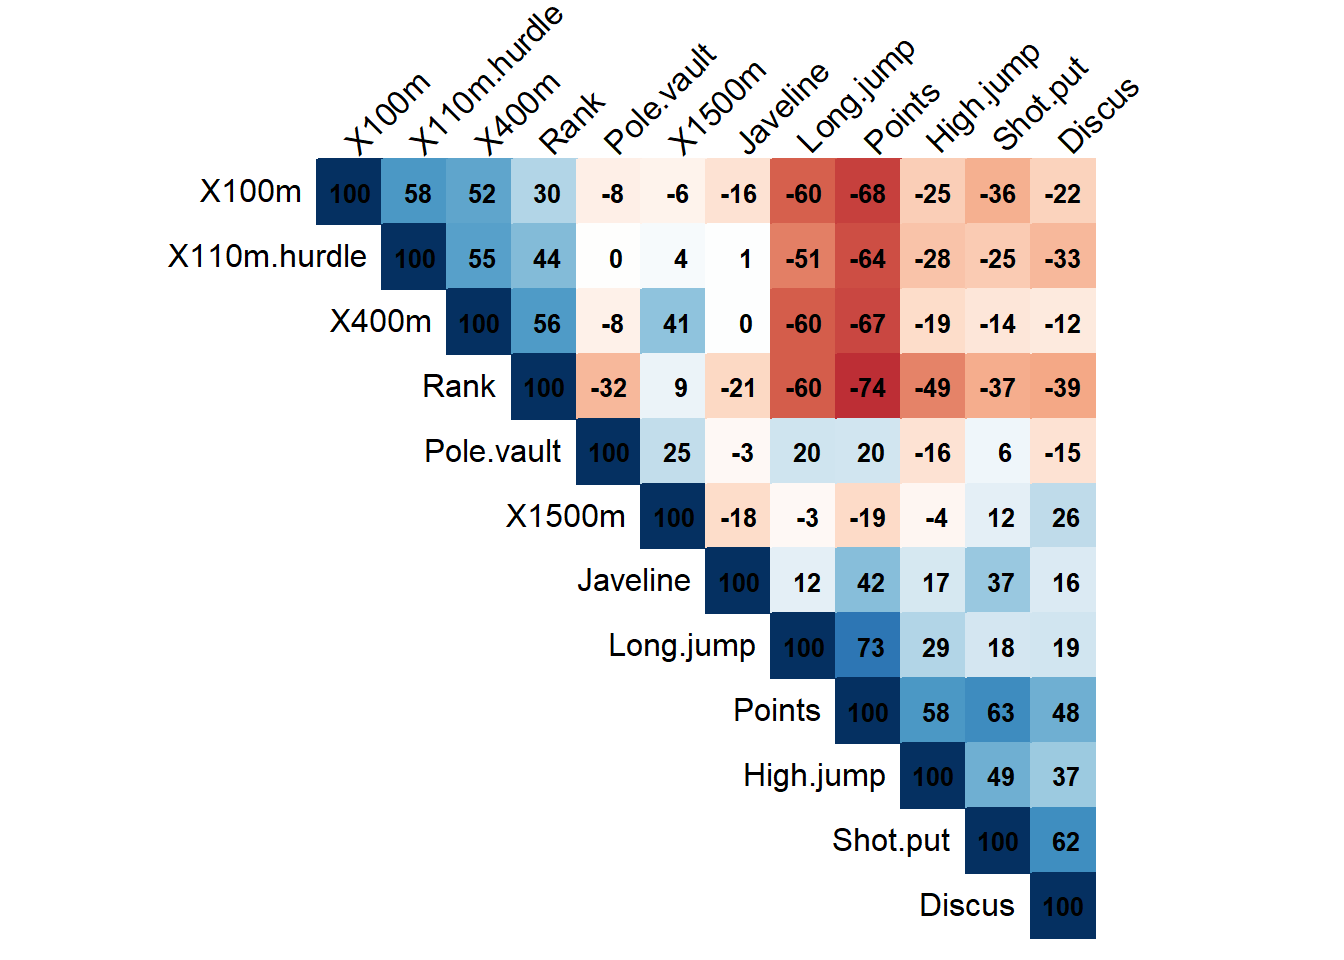 X100m X110m.hurdle X400m Rank Pole.vault X1500m Javeline Long.jump Points High.jump Shot.put Discus
X100m 100 58 52 30 -8 -6 -16 -60 -68 -25 -36 -22
X110m.hurdle 100 55 44 0 4 1 -51 -64 -28 -25 -33
X400m 100 56 -8 41 0 -60 -67 -19 -14 -12
Rank 100 -32 9 -21 -60 -74 -49 -37 -39
Pole.vault 100 25 -3 20 20 -16 6 -15
X1500m 100 -18 -3 -19 -4 12 26
Javeline 100 12 42 17 37 16
Long.jump 100 73 29 18 19
Points 100 58 63 48
High.jump 100 49 37
Shot.put 100 62
Discus 100